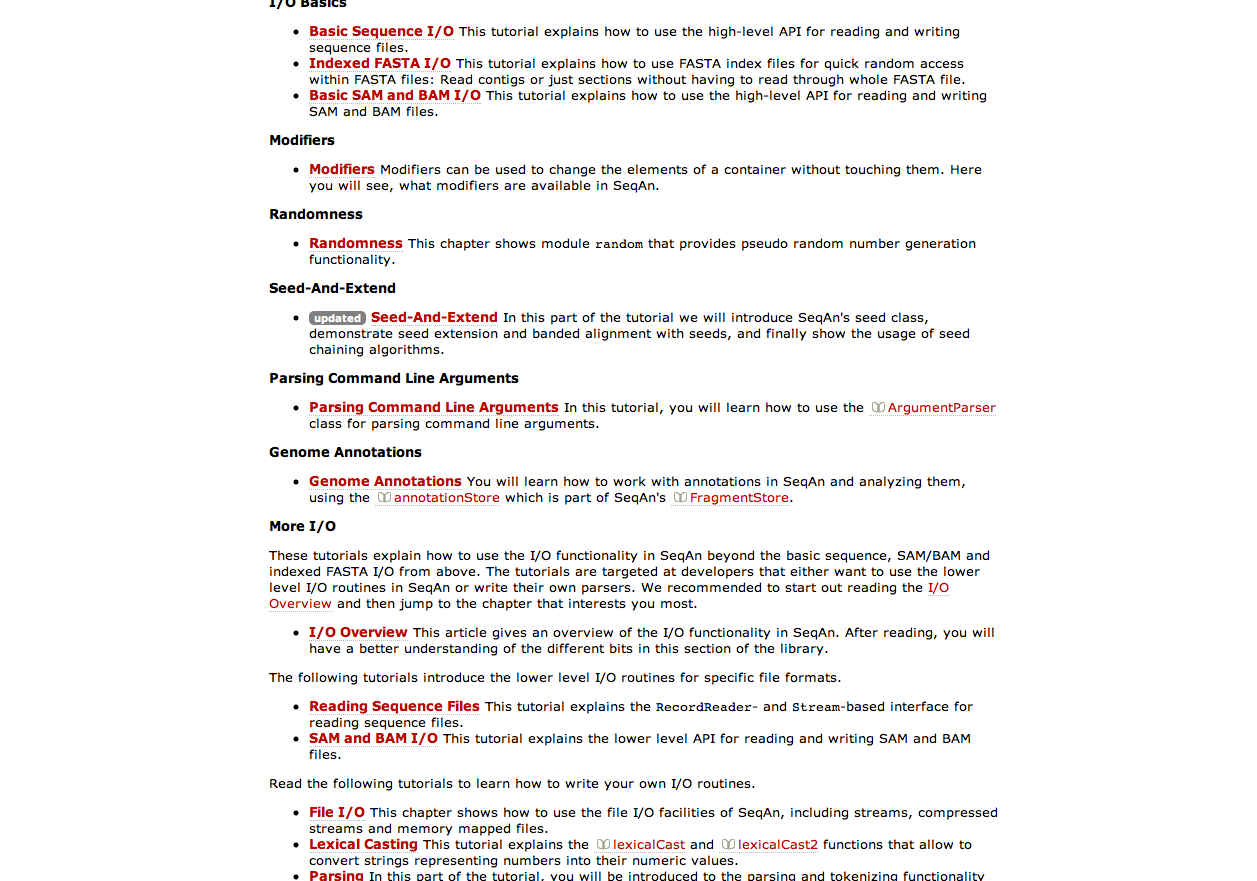 I/O Basics
Basic Sequence I/O This tutorial explains how to use the high-level API for reading and writing
sequence files.
Indexed FASTA I/O This tutorial explains how to use FASTA index files for quick random access
within FASTA files: Read contigs or just sections without having to read through whole FASTA file.
Basic SAM and BAM I/O This tutorial explains how to use the high-level API for reading and writing
SAM and BAM files.
Modifiers
Modifiers Modifiers can be used to change the elements of a container without touching them. Here
you will see, what modifiers are available in SeqAn.
Randomness
Randomness This chapter shows module random that provides pseudo random number generation
functionality.
Seed-And-Extend
updated Seed-And-Extend In this part of the tutorial we will introduce SeqAn's seed class,
demonstrate seed extension and banded alignment with seeds, and finally show the usage of seed
chaining algorithms.
Parsing Command Line Arguments
Parsing Command Line Arguments In this tutorial, you will learn how to use the ArgumentParser
class for parsing command line arguments.
Genome Annotations
Genome Annotations You will learn how to work with annotations in SeqAn and analyzing them,
using the annotationStore which is part of SeqAn's FragmentStore.
More I/O
These tutorials explain how to use the I/O functionality in SeqAn beyond the basic sequence, SAM/BAM and
indexed FASTA I/O from above. The tutorials are targeted at developers that either want to use the lower
level I/O routines in SeqAn or write their own parsers. We recommended to start out reading the I/O
Overview and then jump to the chapter that interests you most.
I/O Overview This article gives an overview of the I/O functionality in SeqAn. After reading, you will
have a better understanding of the different bits in this section of the library.
The following tutorials introduce the lower level I/O routines for specific file formats.
Reading Sequence Files This tutorial explains the RecordReader- and Stream-based interface for
reading sequence files.
SAM and BAM I/O This tutorial explains the lower level API for reading and writing SAM and BAM
files.
Read the following tutorials to learn how to write your own I/O routines.
File I/O This chapter shows how to use the file I/O facilities of SeqAn, including streams, compressed
streams and memory mapped files.
Lexical Casting This tutorial explains the lexicalCast and lexicalCast2 functions that allow to
convert strings representing numbers into their numeric values.
Parsing In this part of the tutorial, you will be introduced to the parsing and tokenizing functionality